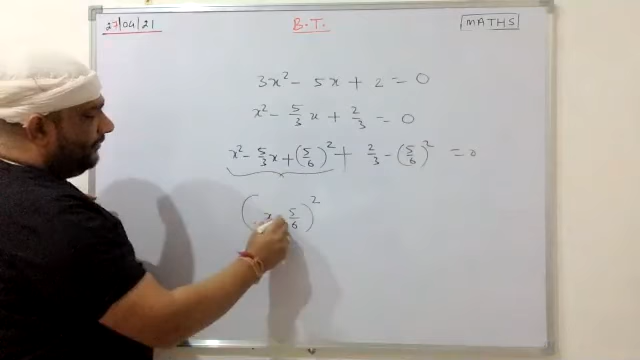 27/04/21 B.T. MATHS
3x² - 5x + 2 = 0
x² - 5/3 x + 2/3 = 0
x² - 5/3 x + (5/6)² + 2/3 - (5/6)² = 0
(x 5/6)²